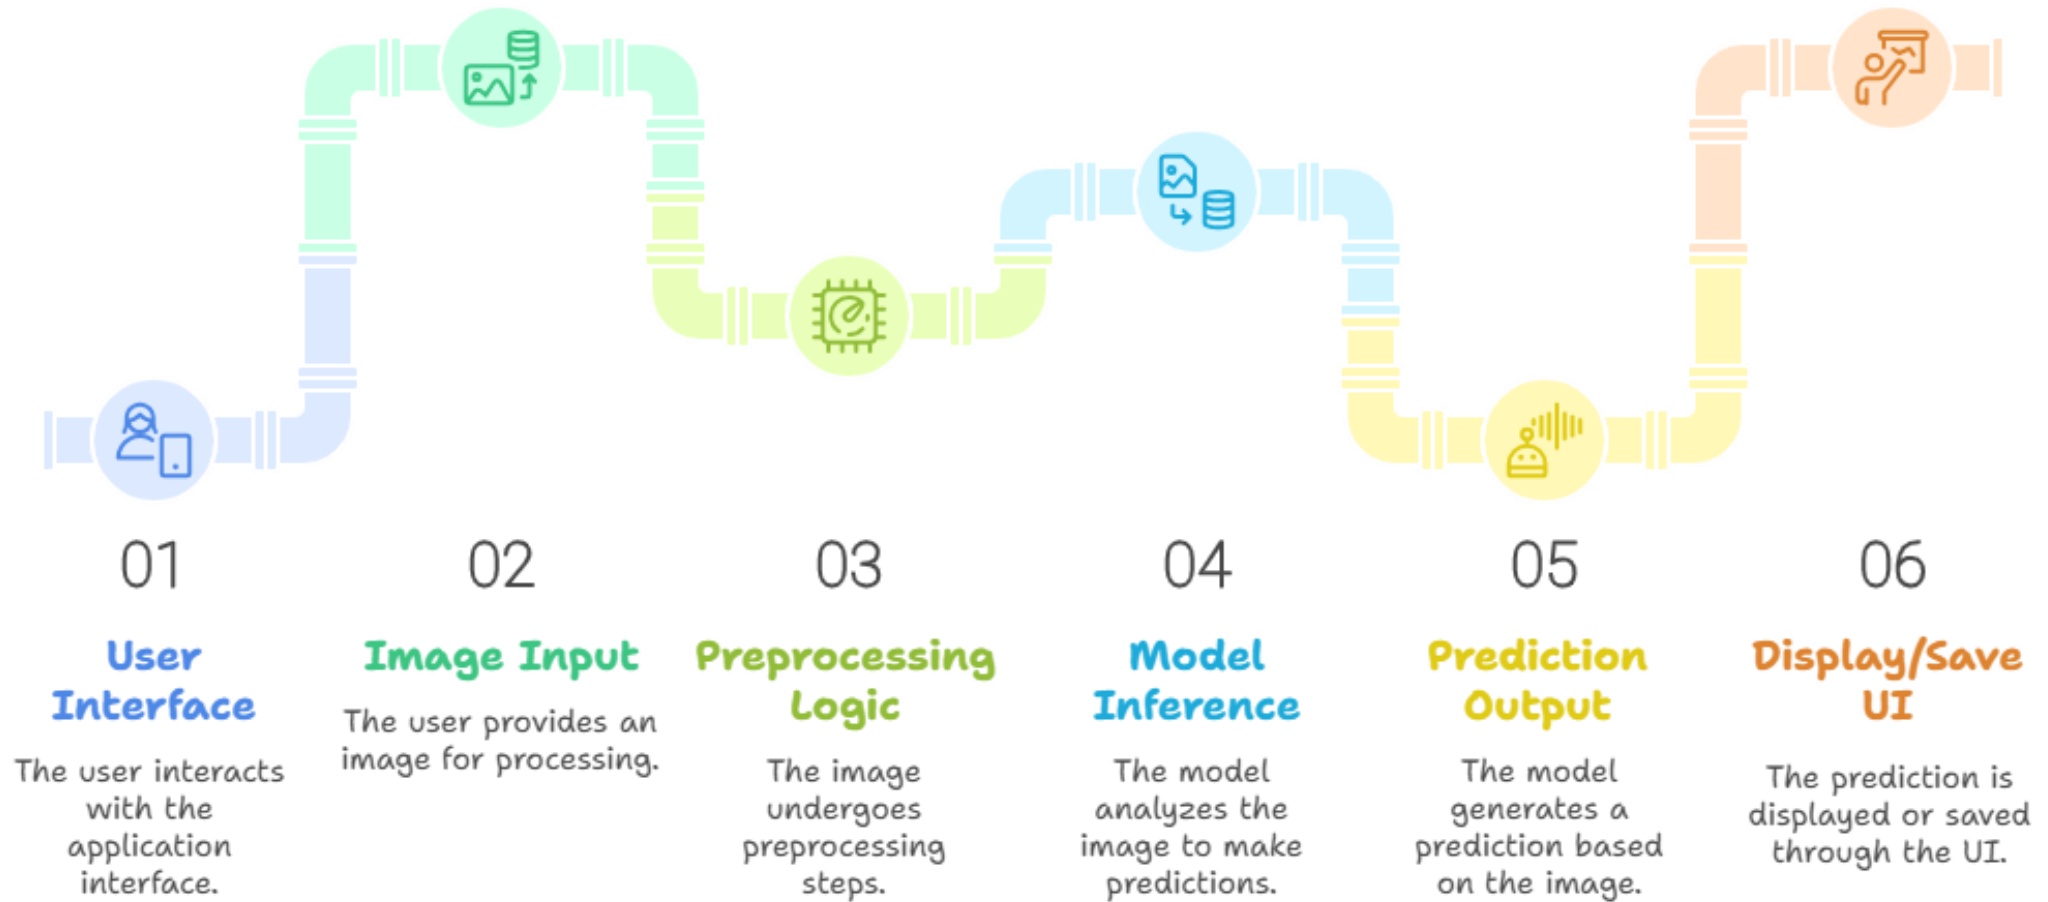 01
User
Interface
The user interacts
with the
application
interface.
02
Image Input
The user provides an
image for processing.
03
Preprocessing
Logic
The image
undergoes
preprocessing
steps.
04
Model
Inference
The model
analyzes the
image to make
predictions.
05
Prediction
Output
The model
generates a
prediction based
on the image.
06
Display/Save
UI
The prediction is
displayed or saved
through the UI.